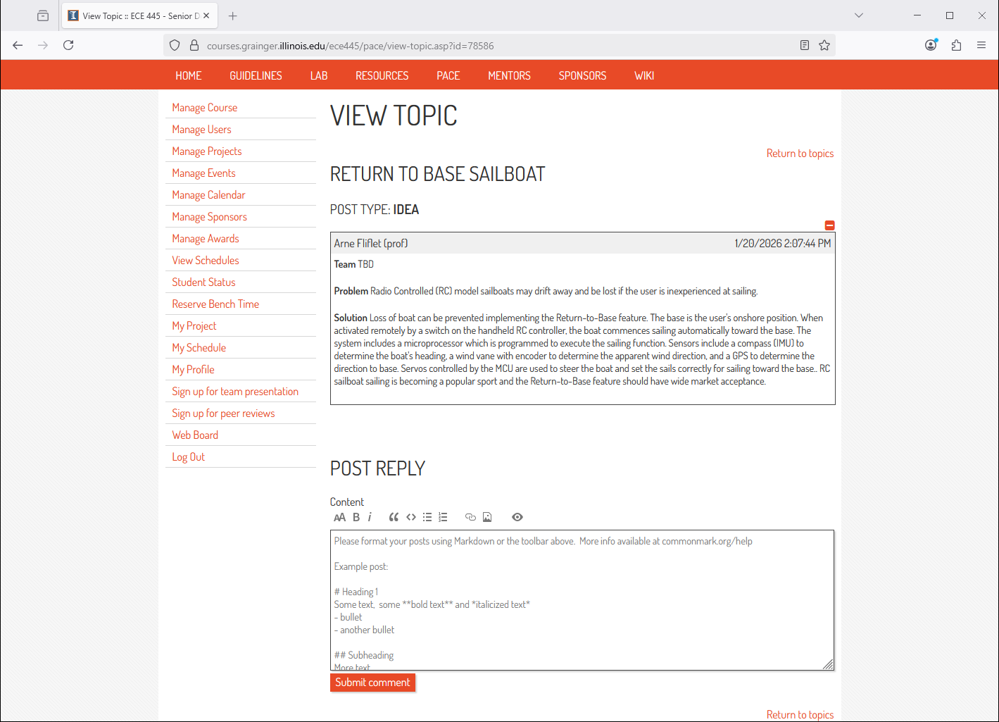 View Topic :: ECE 445 - Senior D
courses.grainger.illinois.edu/ece445/pace/view-topic.asp?id=78586
HOME GUIDELINES LAB RESOURCES PACE MENTORS SPONSORS WIKI
Manage Course
Manage Users
Manage Projects
Manage Events
Manage Calendar
Manage Sponsors
Manage Awards
View Schedules
Student Status
Reserve Bench Time
My Project
My Schedule
My Profile
Sign up for team presentation
Sign up for peer reviews
Web Board
Log Out
VIEW TOPIC
Return to topics
RETURN TO BASE SAILBOAT
POST TYPE: IDEA
Arne Fliflet (prof) 1/20/2026 2:07:44 PM
Team TBD
Problem Radio Controlled (RC) model sailboats may drift away and be lost if the user is inexperienced at sailing.
Solution Loss of boat can be prevented implementing the Return-to-Base feature. The base is the user's onshore position. When
activated remotely by a switch on the handheld RC controller, the boat commences sailing automatically toward the base. The
system includes a microprocessor which is programmed to execute the sailing function. Sensors include a compass (IMU) to
determine the boat's heading, a wind vane with encoder to determine the apparent wind direction, and a GPS to determine the
direction to base. Servos controlled by the MCU are used to steer the boat and set the sails correctly for sailing toward the base.. RC
sailboat sailing is becoming a popular sport and the Return-to-Base feature should have wide market acceptance.
POST REPLY
Content
Please format your posts using Markdown or the toolbar above. More info available at commonmark.org/help
Example post:
# Heading 1
Some text, some **bold text** and *italicized text*
- bullet
- another bullet
## Subheading
More text
Submit comment
Return to topics